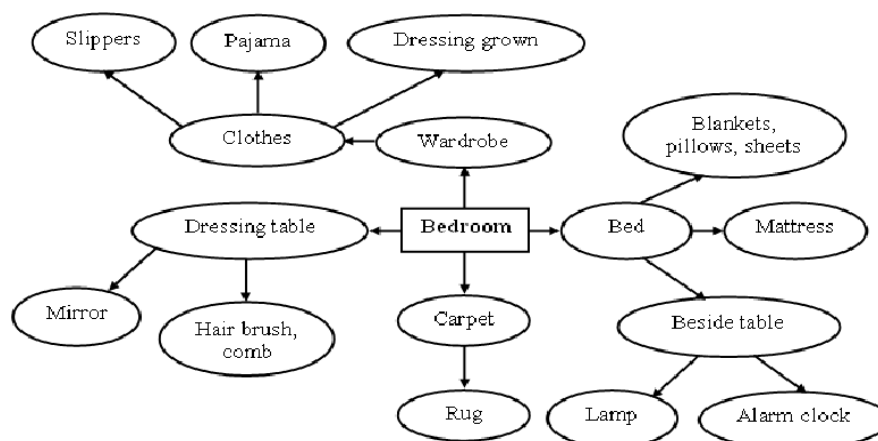 Slippers
Pajama
Dressing grown
Clothes
Wardrobe
Blankets,
pillows, sheets
Dressing table
Bedroom
Bed
Mattress
Mirror
Hair brush,
comb
Carpet
Beside table
Rug
Lamp
Alarm clock